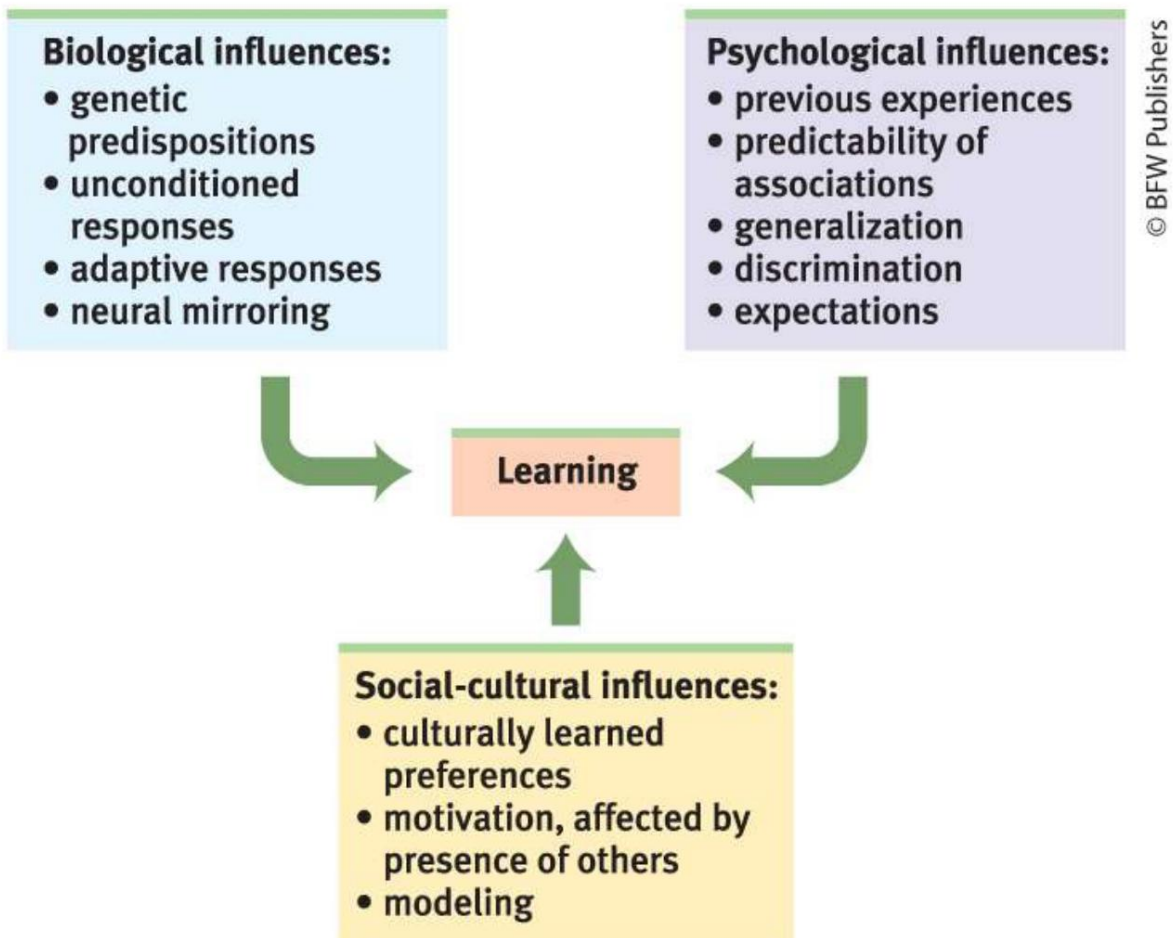 Biological influences:
• genetic
predispositions
• unconditioned
responses
• adaptive responses
• neural mirroring
Psychological influences:
• previous experiences
• predictability of
associations
• generalization
• discrimination
• expectations
© BFW Publishers
Learning
Social-cultural influences:
• culturally learned
preferences
• motivation, affected by
presence of others
• modeling